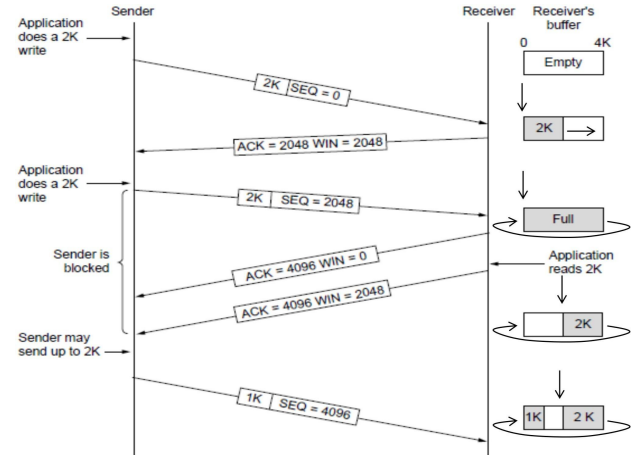 Sender
Receiver
Receiver's
buffer
Application
does a 2K
write
0 4K
Empty
2K SEQ = 0
2K
ACK = 2048 WIN = 2048
Application
does a 2K
write
2K SEQ = 2048
Full
Sender is
blocked
ACK = 4096 WIN = 0
Application
reads 2K
ACK = 4096 WIN = 2048
2K
Sender may
send up to 2K
1K SEQ = 4096
1K 2 K